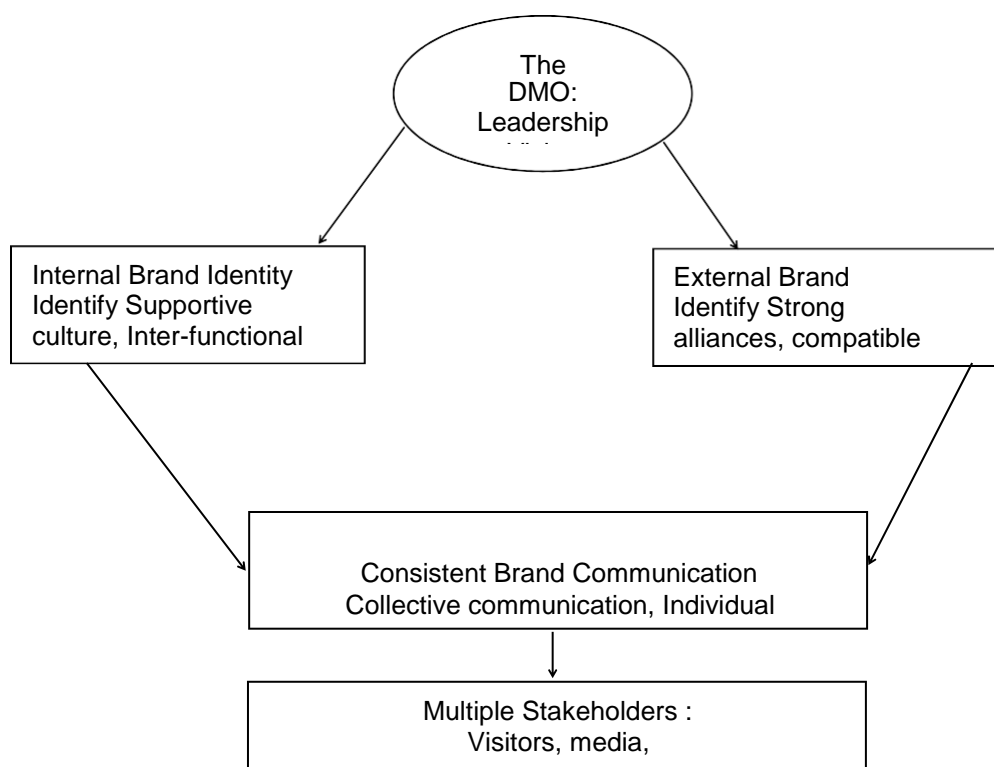 The
DMO:
Leadership
Internal Brand Identity
Identify Supportive
culture, Inter-functional
External Brand
Identify Strong
alliances, compatible
Consistent Brand Communication
Collective communication, Individual
Multiple Stakeholders :
Visitors, media,